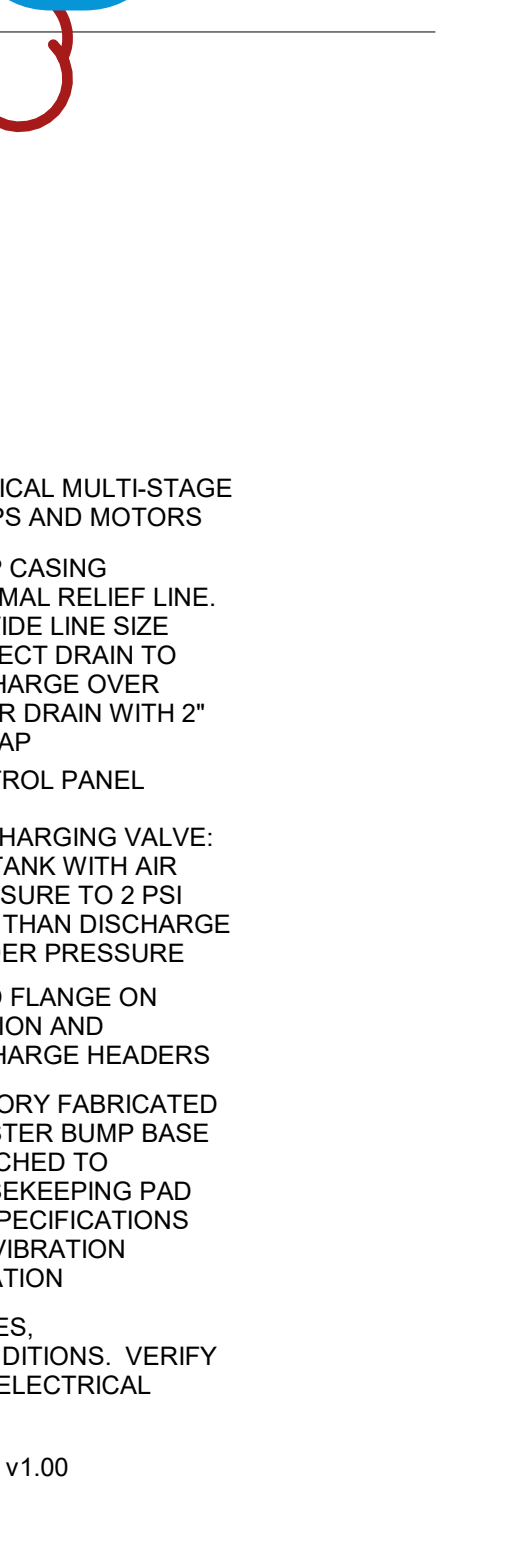 ICAL MULTI-STAGE
PS AND MOTORS
CASING
MAL RELIEF LINE.
IDE LINE SIZE
ECT DRAIN TO
HARGE OVER
R DRAIN WITH 2"
AP
TROL PANEL
HARGING VALVE:
TANK WITH AIR
SURE TO 2 PSI
THAN DISCHARGE
DER PRESSURE
FLANGE ON
ION AND
HARGE HEADERS
ORY FABRICATED
STER BUMP BASE
CHED TO
SEKEEPING PAD
SPECIFICATIONS
VIBRATION
ATION
ES,
DITIONS.  VERIFY
ELECTRICAL
v1.00